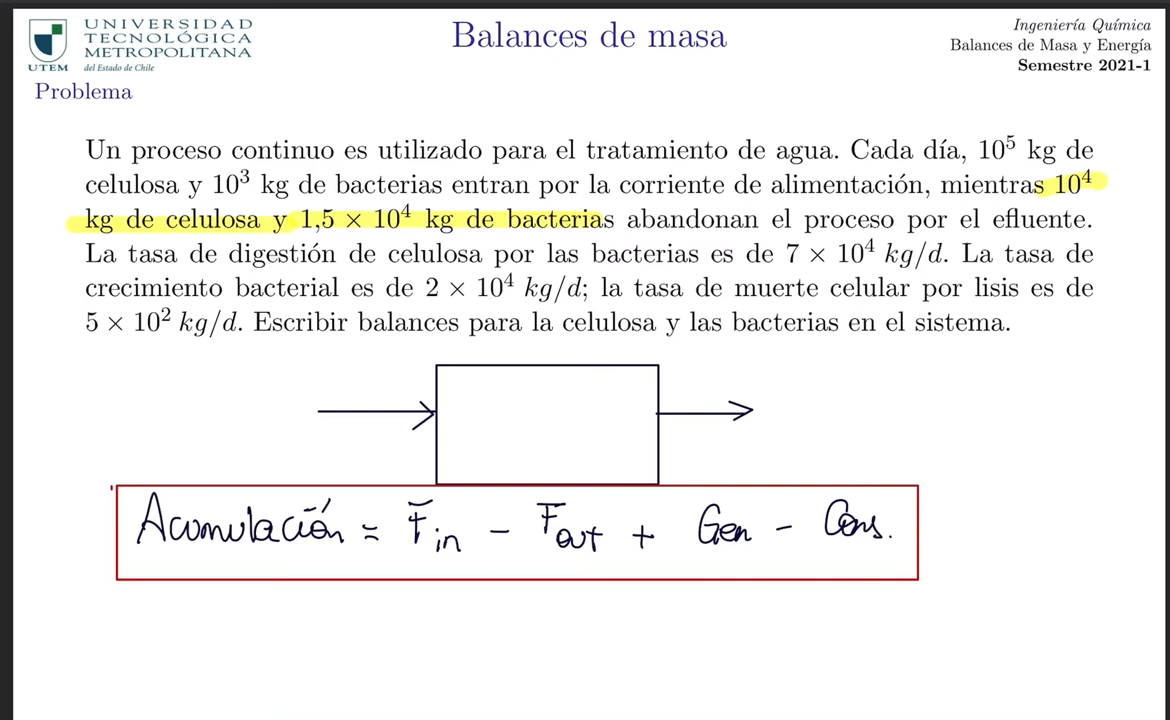 UNIVERSIDAD
TECNOLÓGICA
METROPOLITANA
UTEM del Estado de Chile
Balances de masa
Ingeniería Química
Balances de Masa y Energía
Semestre 2021-1
Problema
Un proceso continuo es utilizado para el tratamiento de agua. Cada día, 10⁵ kg de
celulosa y 10³ kg de bacterias entran por la corriente de alimentación, mientras 10⁴
kg de celulosa y 1,5 × 10⁴ kg de bacterias abandonan el proceso por el efluente.
La tasa de digestión de celulosa por las bacterias es de 7 × 10⁴ kg/d. La tasa de
crecimiento bacterial es de 2 × 10⁴ kg/d; la tasa de muerte celular por lisis es de
5 × 10² kg/d. Escribir balances para la celulosa y las bacterias en el sistema.
Acumulación = Fin - Fout + Gen - Cons.